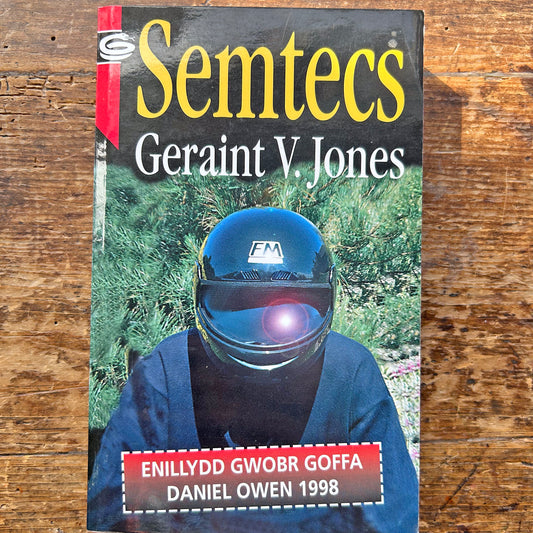 Semtecs
Geraint V. Jones
FM
ENILLYDD GWOBR GOFFA
DANIEL OWEN 1998